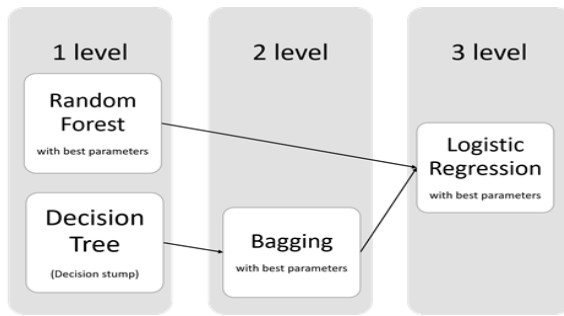 1 level
Random
Forest
with best parameters
Decision
Tree
(Decision stump)
2 level
Bagging
with best parameters
3 level
Logistic
Regression
with best parameters